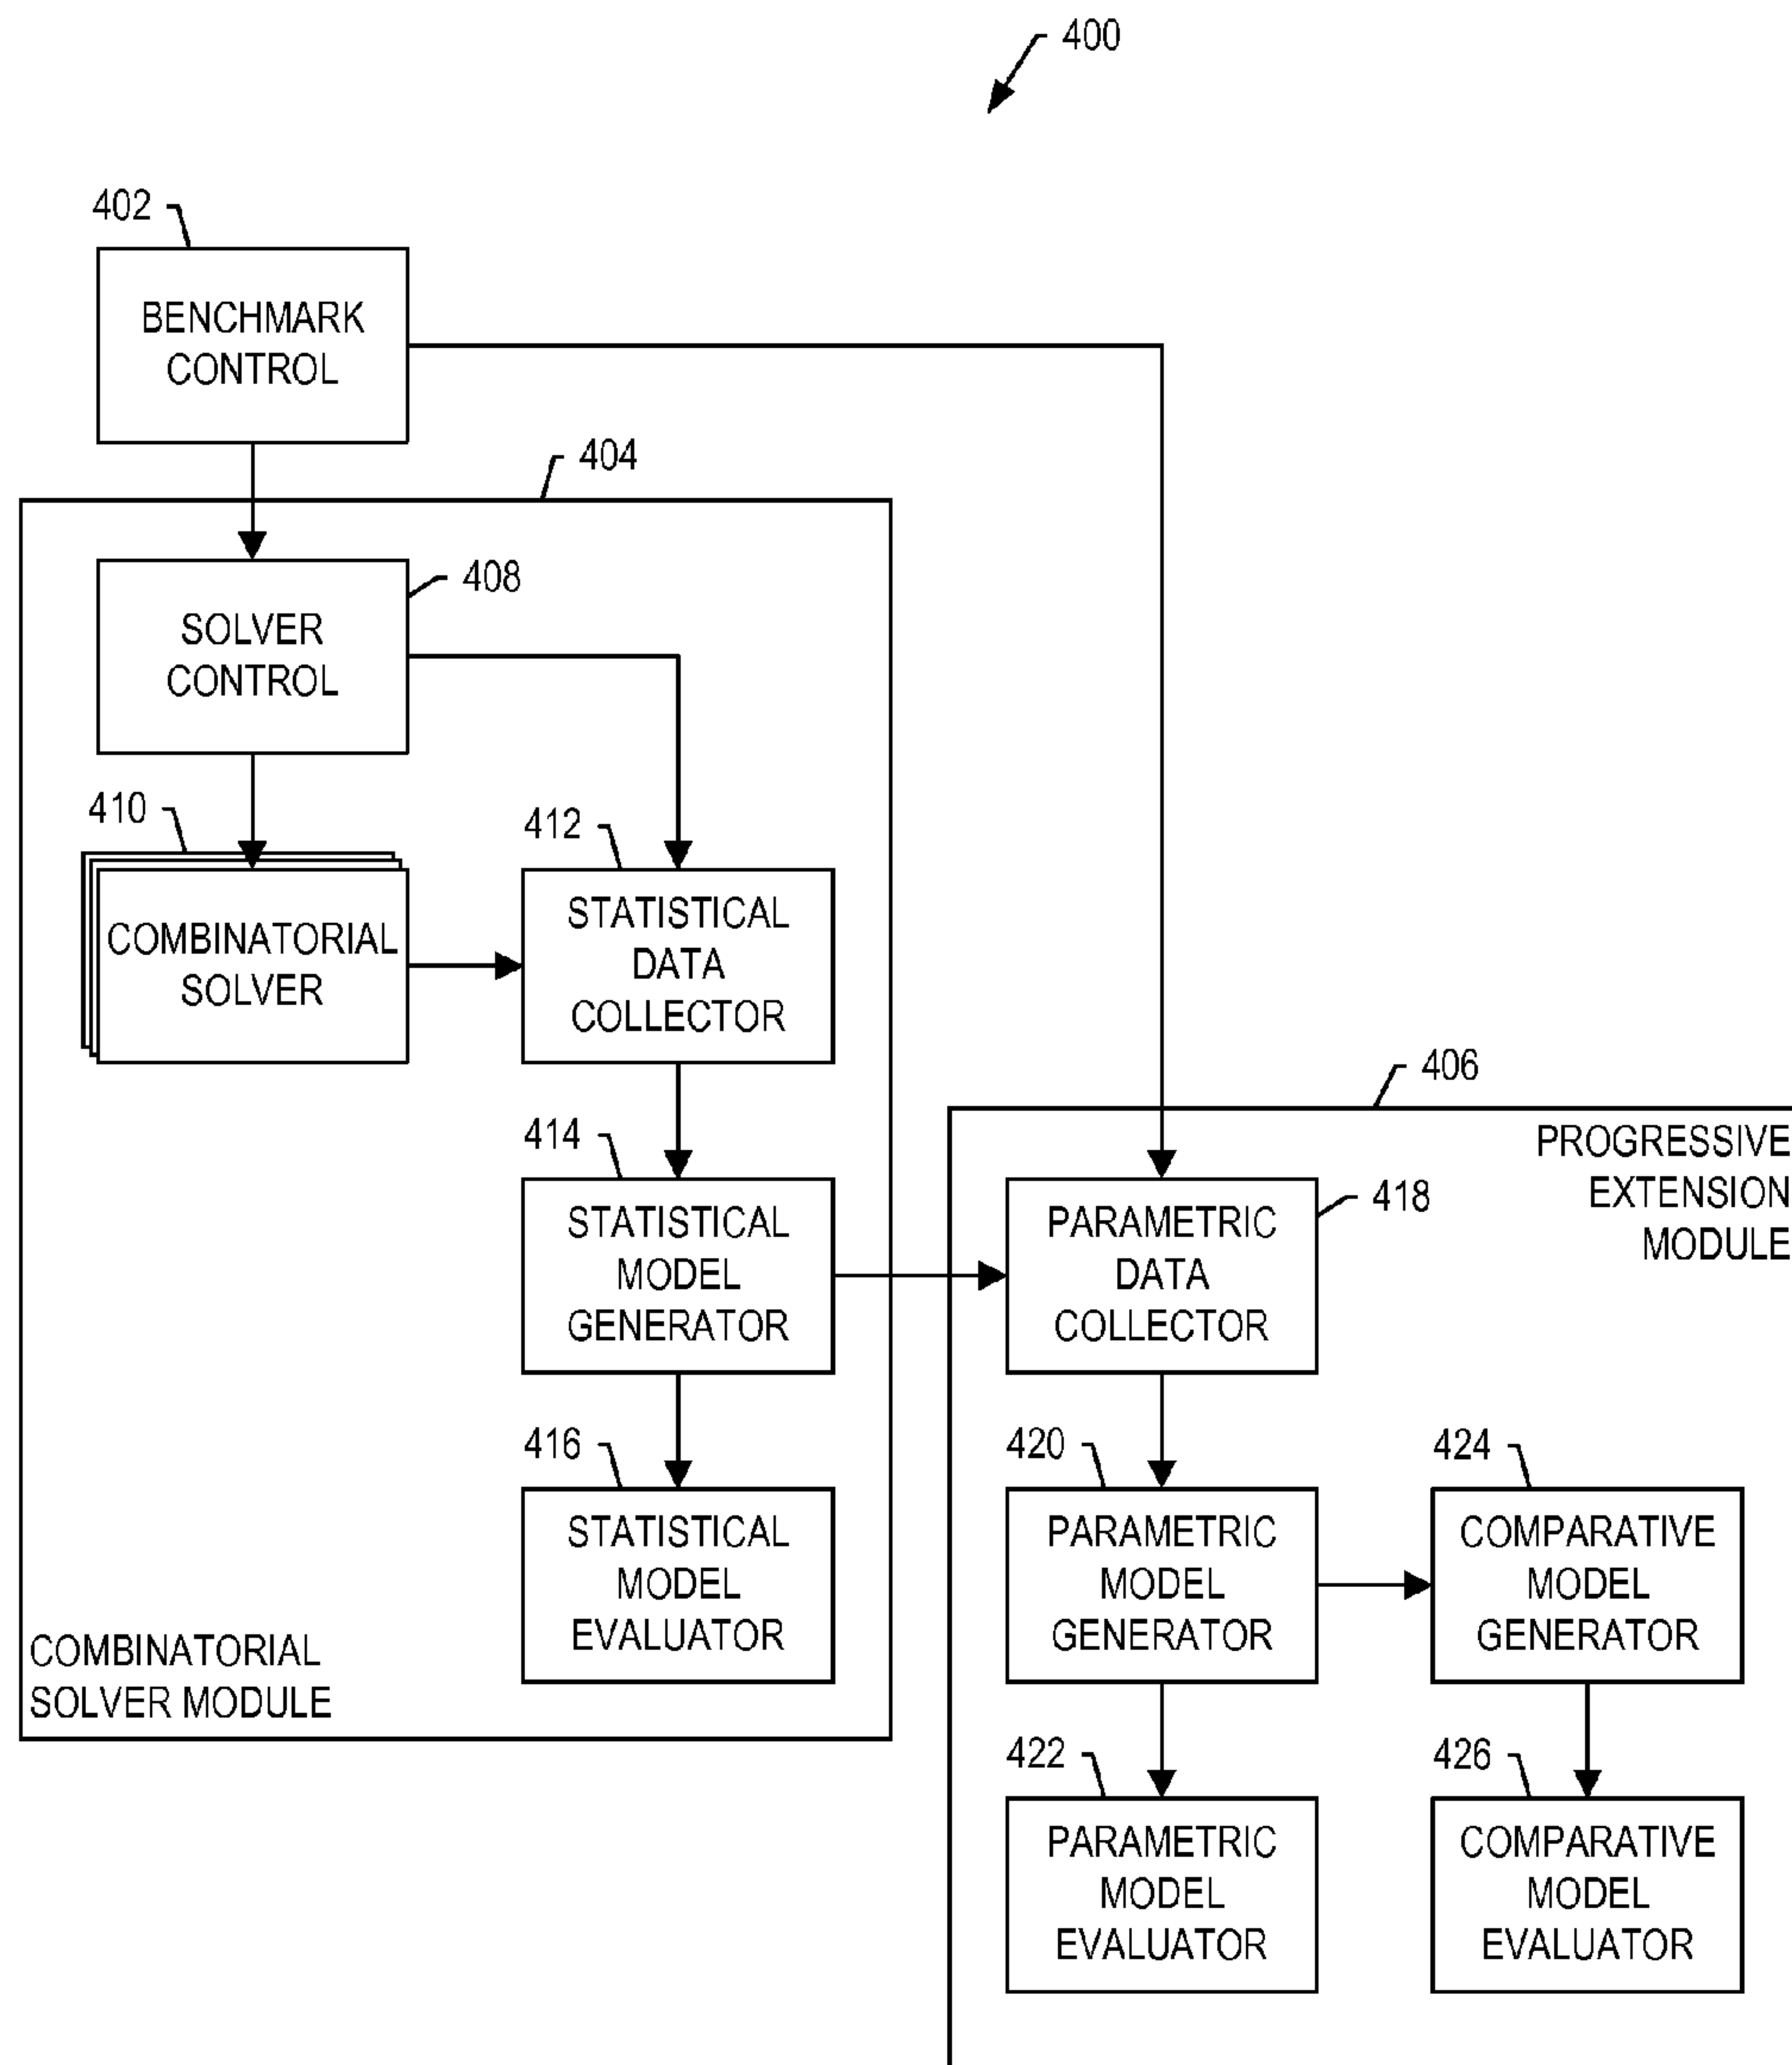 400
402
BENCHMARK
CONTROL
404
408
SOLVER
CONTROL
410
COMBINATORIAL
SOLVER
412
STATISTICAL
DATA
COLLECTOR
406
PROGRESSIVE
EXTENSION
MODULE
414
STATISTICAL
MODEL
GENERATOR
418
PARAMETRIC
DATA
COLLECTOR
416
STATISTICAL
MODEL
EVALUATOR
420
PARAMETRIC
MODEL
GENERATOR
424
COMPARATIVE
MODEL
GENERATOR
COMBINATORIAL
SOLVER MODULE
422
PARAMETRIC
MODEL
EVALUATOR
426
COMPARATIVE
MODEL
EVALUATOR